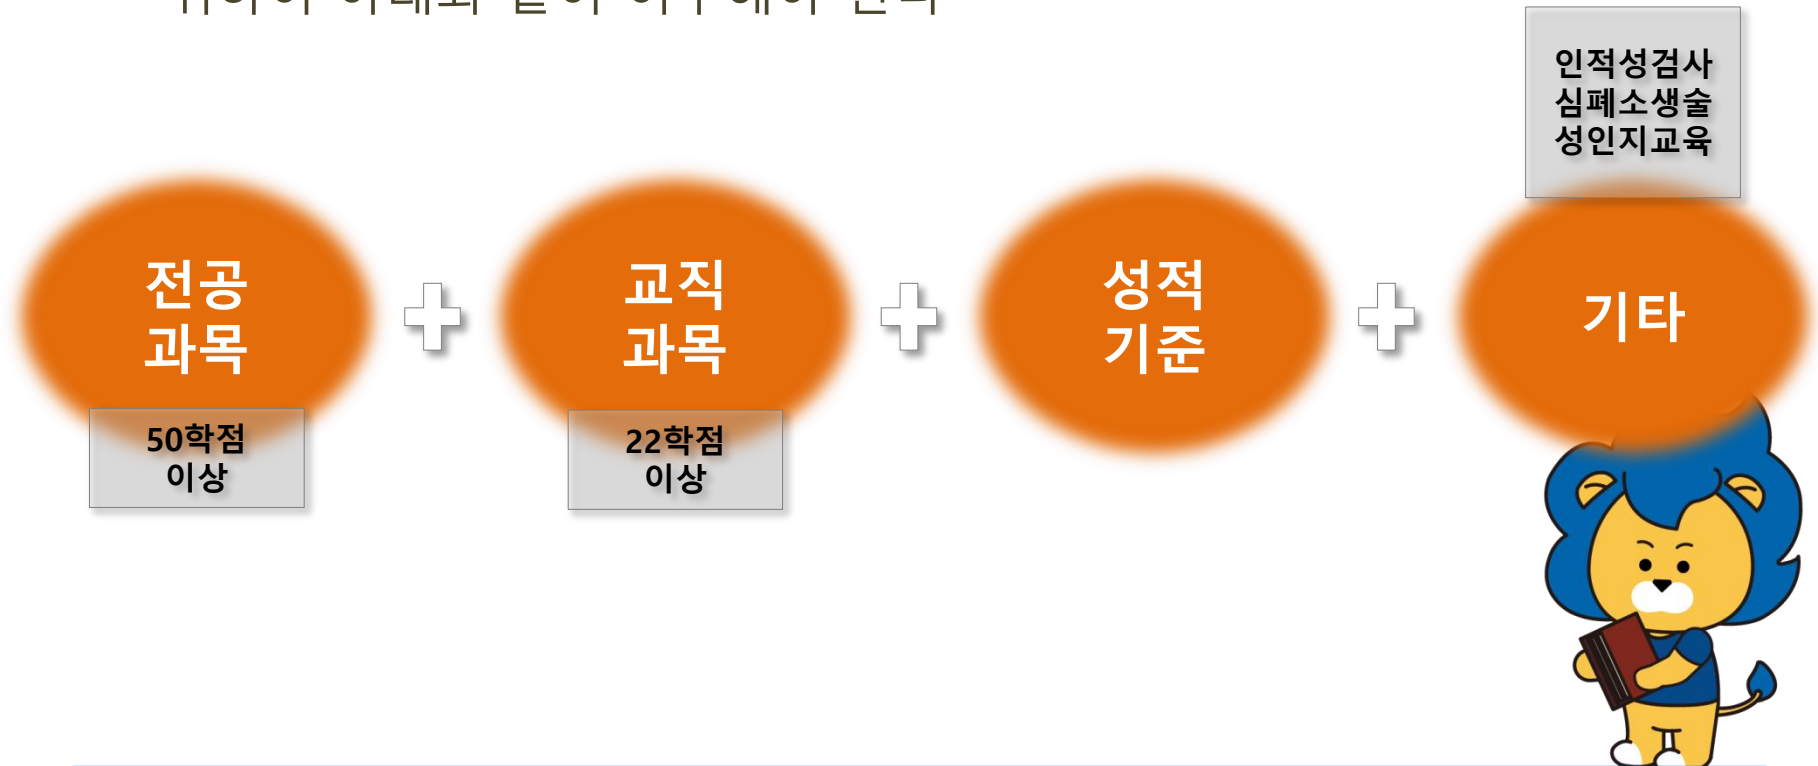 인적성검사
심폐소생술
성인지교육
전공
과목
50학점
이상
교직
과목
22학점
이상
성적
기준
기타